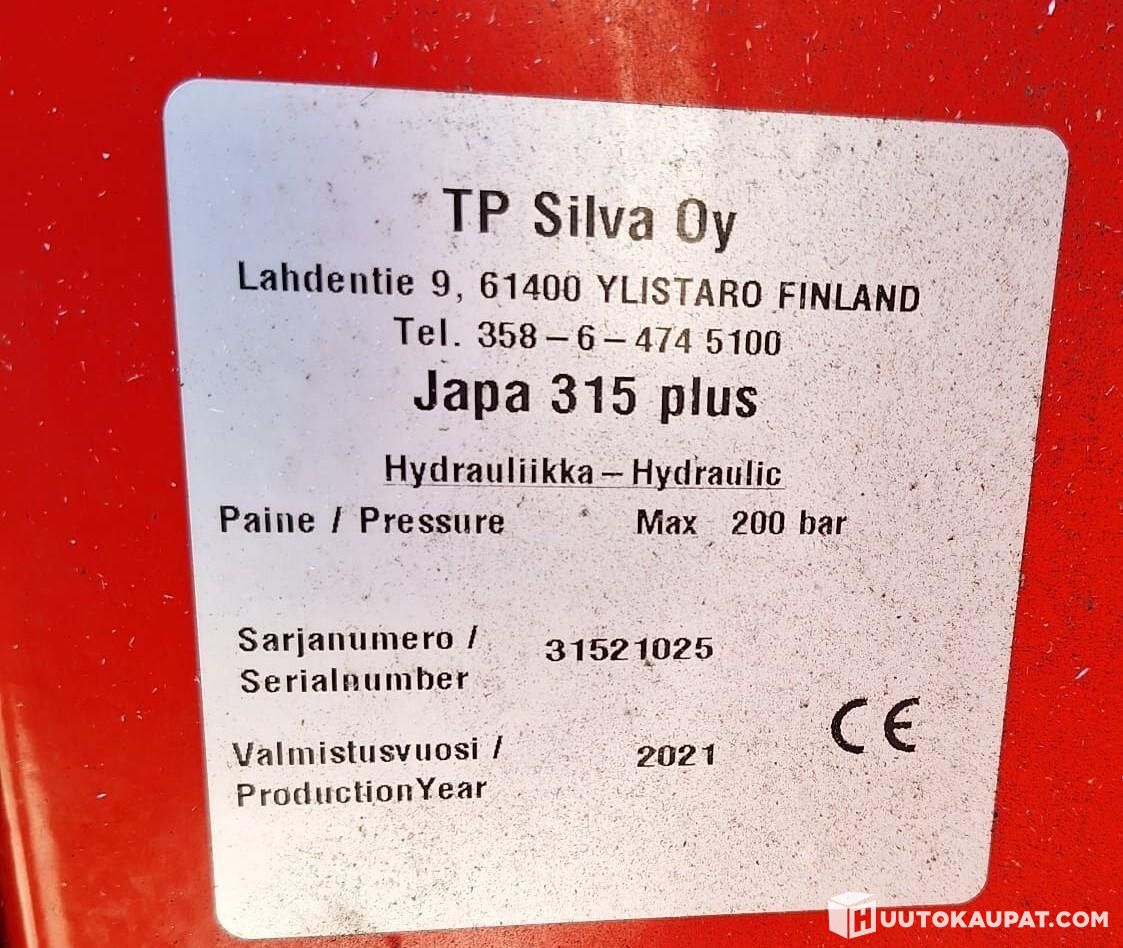 TP Silva Oy
Lahdentie 9, 61400 YLISTARO FINLAND
Tel. 358-6-474 5100
Japa 315 plus
Hydrauliikka - Hydraulic
Paine / Pressure Max 200 bar
Sarjanumero / 31521025
Serialnumber
CE
Valmistusvuosi / 2021
ProductionYear
HUUTOKAUPAT.COM